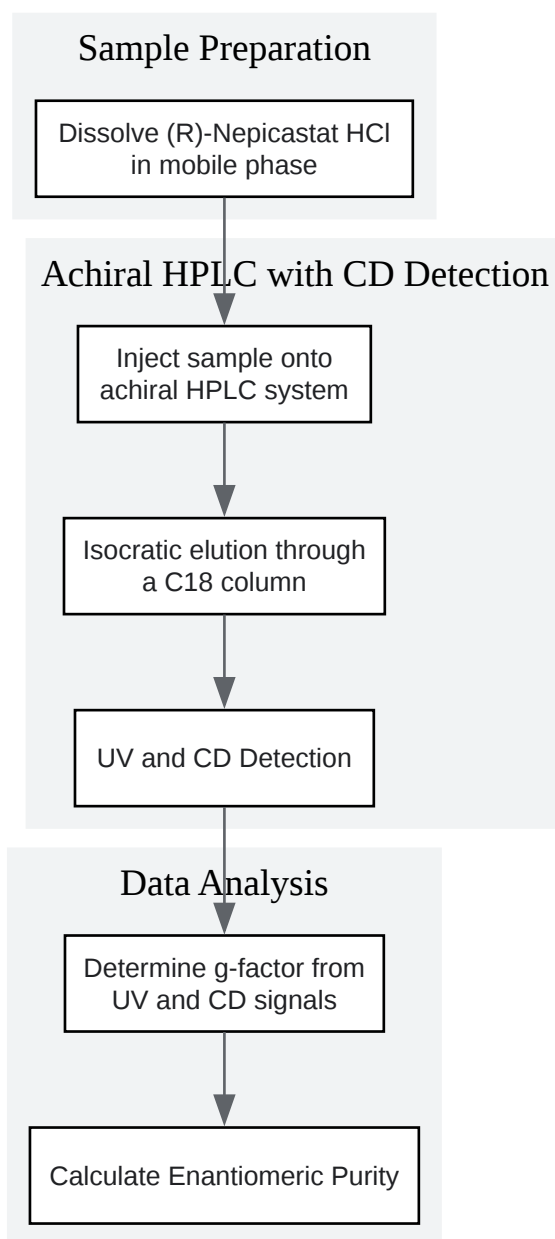 Sample Preparation
Dissolve (R)-Nepicastat HCl
in mobile phase
Achiral HPLC with CD Detection
Inject sample onto
achiral HPLC system
Isocratic elution through
a C18 column
UV and CD Detection
Data Analysis
Determine g-factor from
UV and CD signals
Calculate Enantiomeric Purity